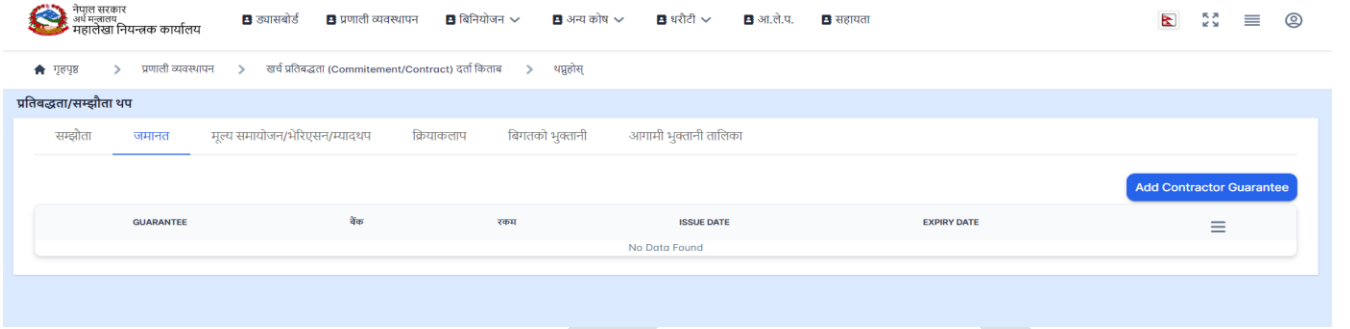 नेपाल सरकार
अर्थ मन्त्रालय
महालेखा नियन्त्रक कार्यालय
ड्यासबोर्ड प्रणाली व्यवस्थापन बिनियोजन अन्य कोष धरौटी आ.ले.प. सहायता
गृहपृष्ठ > प्रणाली व्यवस्थापन > खर्च प्रतिबद्धता (Commitement/Contract) दर्ता किताब > थप्नुहोस्
प्रतिबद्धता/सम्झौता थप
सम्झौता जमानत मूल्य समायोजन/भेरिएसन/म्यादथप क्रियाकलाप बिगतको भुक्तानी आगामी भुक्तानी तालिका
Add Contractor Guarantee
GUARANTEE बैंक रकम ISSUE DATE EXPIRY DATE
No Data Found